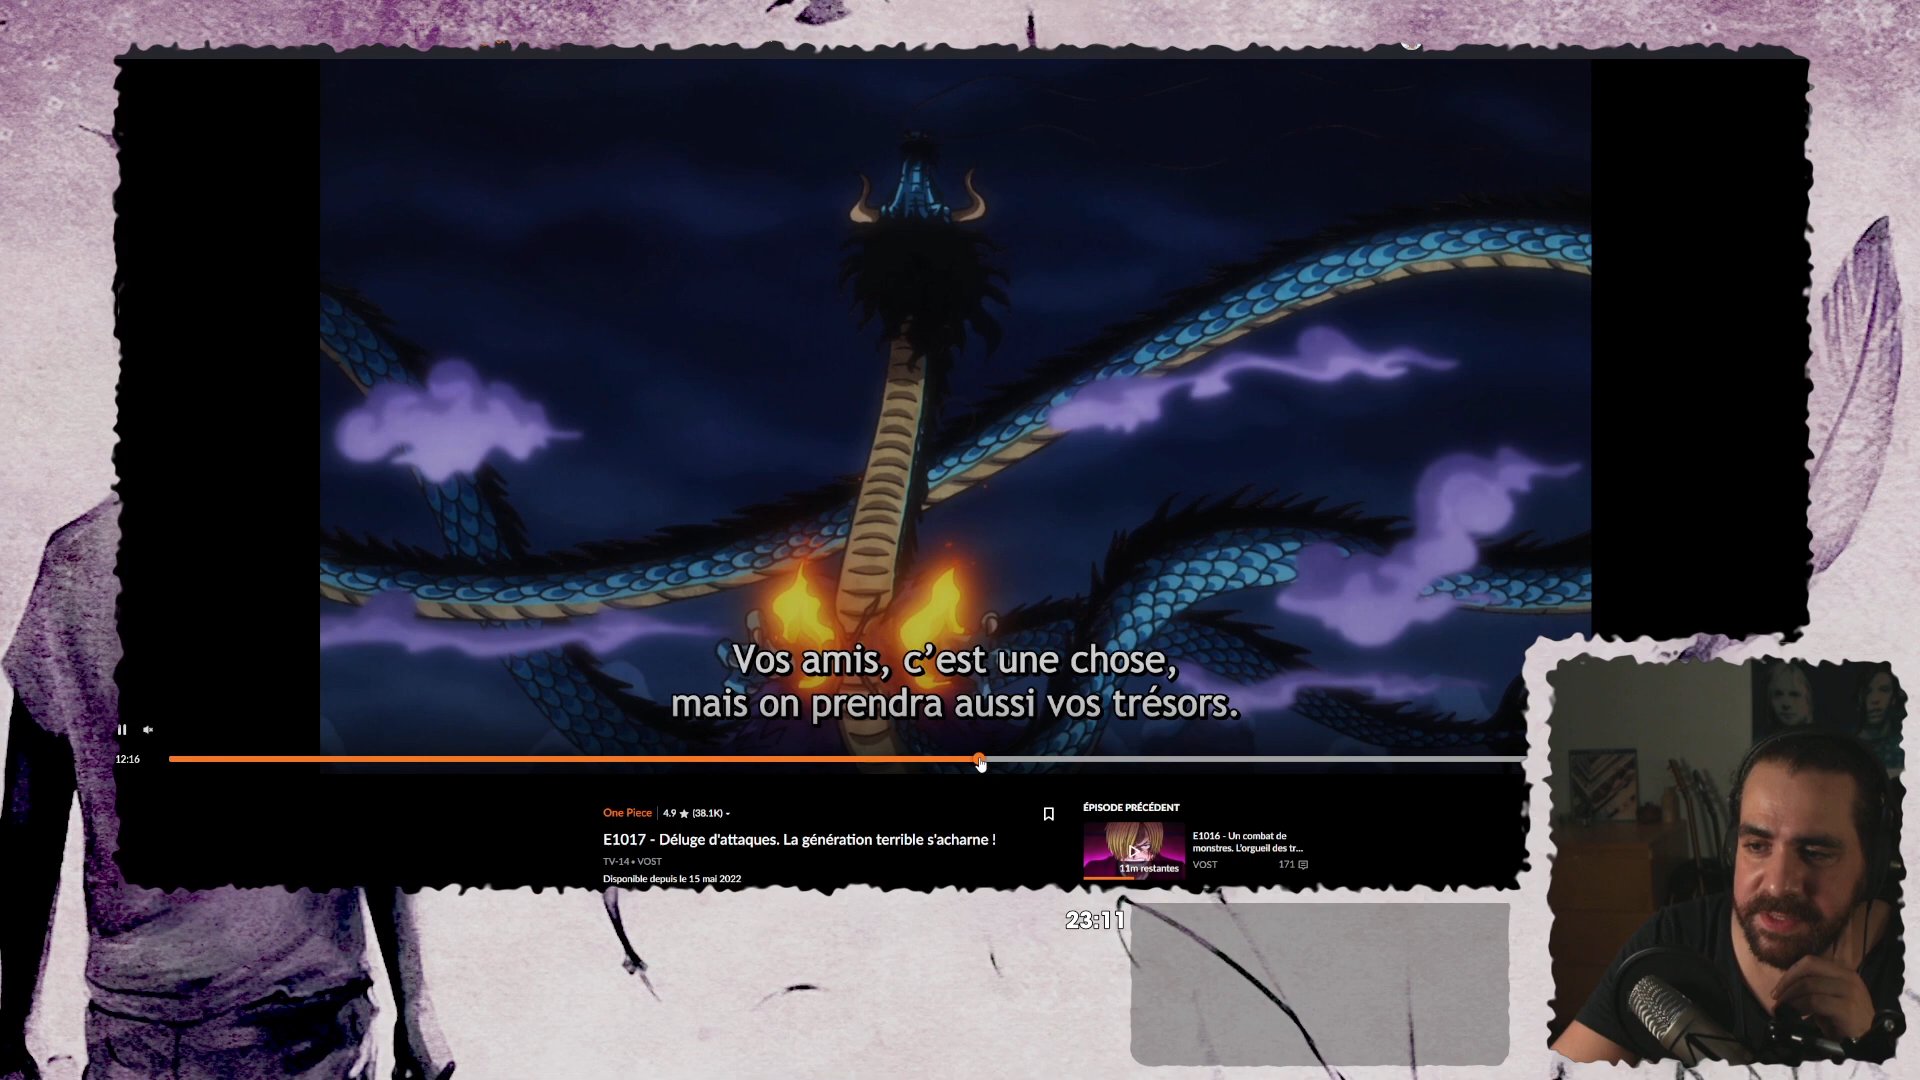 Vos amis, c’est une chose,
mais on prendra aussi vos trésors.
12:16
One Piece 4.9 ★ (38.1K)
E1017 - Déluge d'attaques. La génération terrible s'acharne !
TV-14 • VOST
Disponible depuis le 15 mai 2022
ÉPISODE PRÉCÉDENT
11m restantes
E1016 - Un combat de
monstres. L'orgueil des tr...
VOST 171
23:11